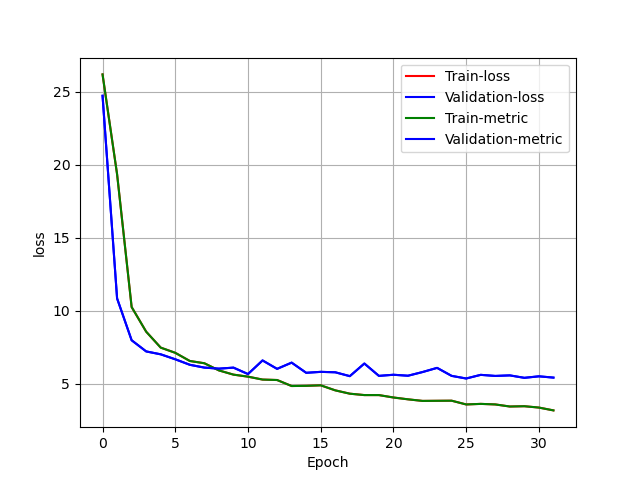 Train-loss
Validation-loss
Train-metric
Validation-metric
25
20
15
10
5
loss
0 5 10 15 20 25 30
Epoch